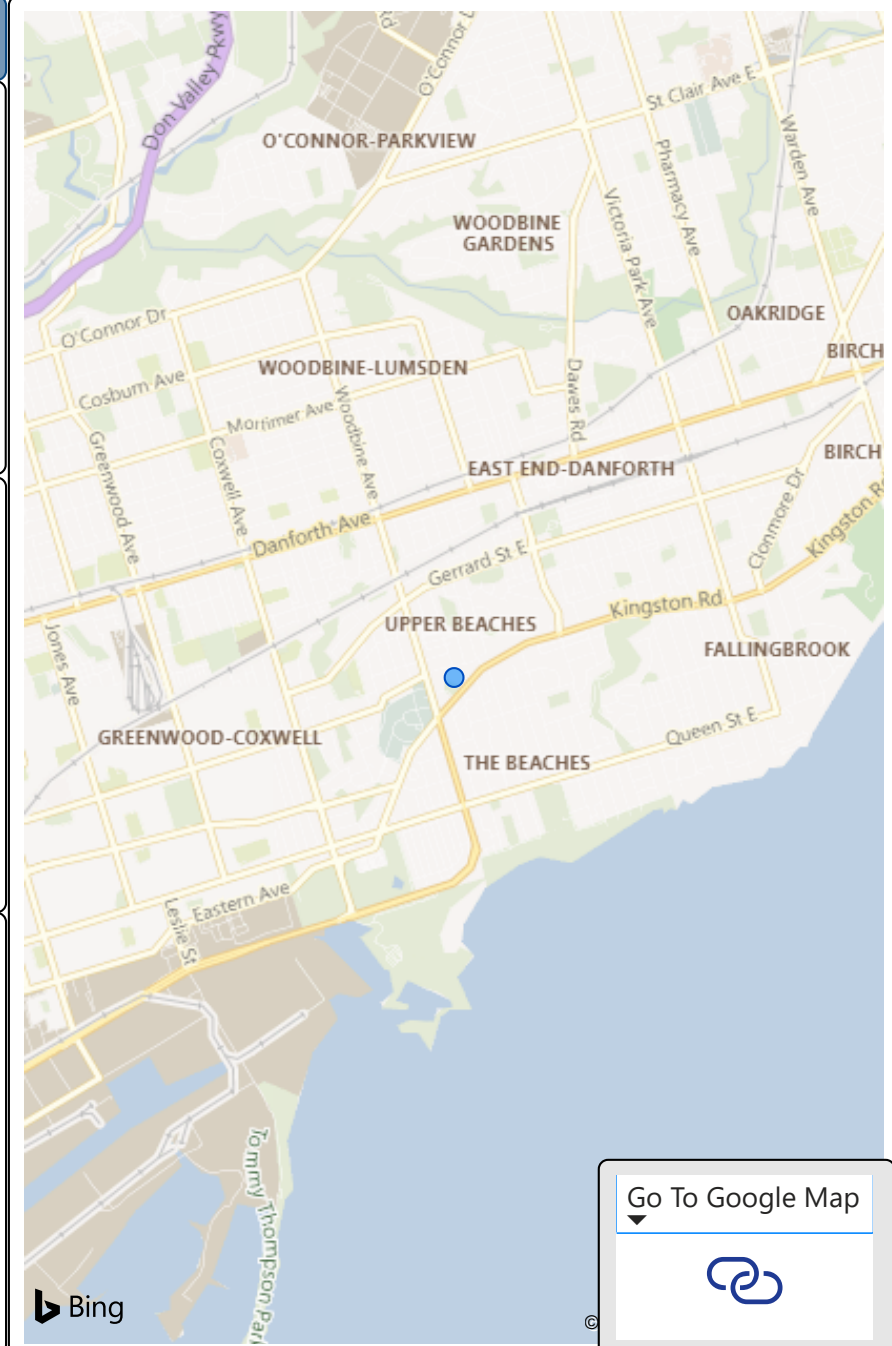 Rd
O'Connor D
Don Valley Pkwy
St Clair Ave E
O'CONNOR-PARKVIEW
Warden Ave
Pharmacy Ave
WOODBINE
GARDENS
Victoria Park Ave
O'Connor Dr
OAKRIDGE
BIRCH
WOODBINE-LUMSDEN
Cosburn Ave
Dawes Rd
Mortimer Ave
Woodbine Ave
Greenwood Ave
Coxwell Ave
BIRCH
EAST END-DANFORTH
Clonmore Dr
Kingston Rd
Danforth Ave
Gerrard St E
Kingston Rd
UPPER BEACHES
Jones Ave
FALLINGBROOK
GREENWOOD-COXWELL
Queen St E
THE BEACHES
Eastern Ave
Leslie St
Tommy Thompson Park
Go To Google Map
Bing
©